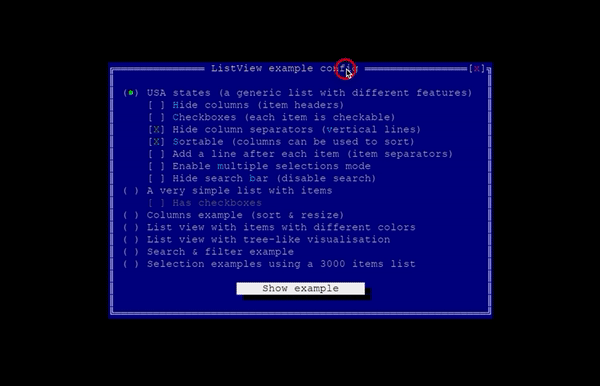 ListView example config [x]
(●) USA states (a generic list with different features)
[ ] Hide columns (item headers)
[ ] Checkboxes (each item is checkable)
[X] Hide column separators (vertical lines)
[X] Sortable (columns can be used to sort)
[ ] Add a line after each item (item separators)
[ ] Enable multiple selections mode
[ ] Hide search bar (disable search)
( ) A very simple list with items
[ ] Has checkboxes
( ) Columns example (sort & resize)
( ) List view with items with different colors
( ) List view with tree-like visualisation
( ) Search & filter example
( ) Selection examples using a 3000 items list
Show example